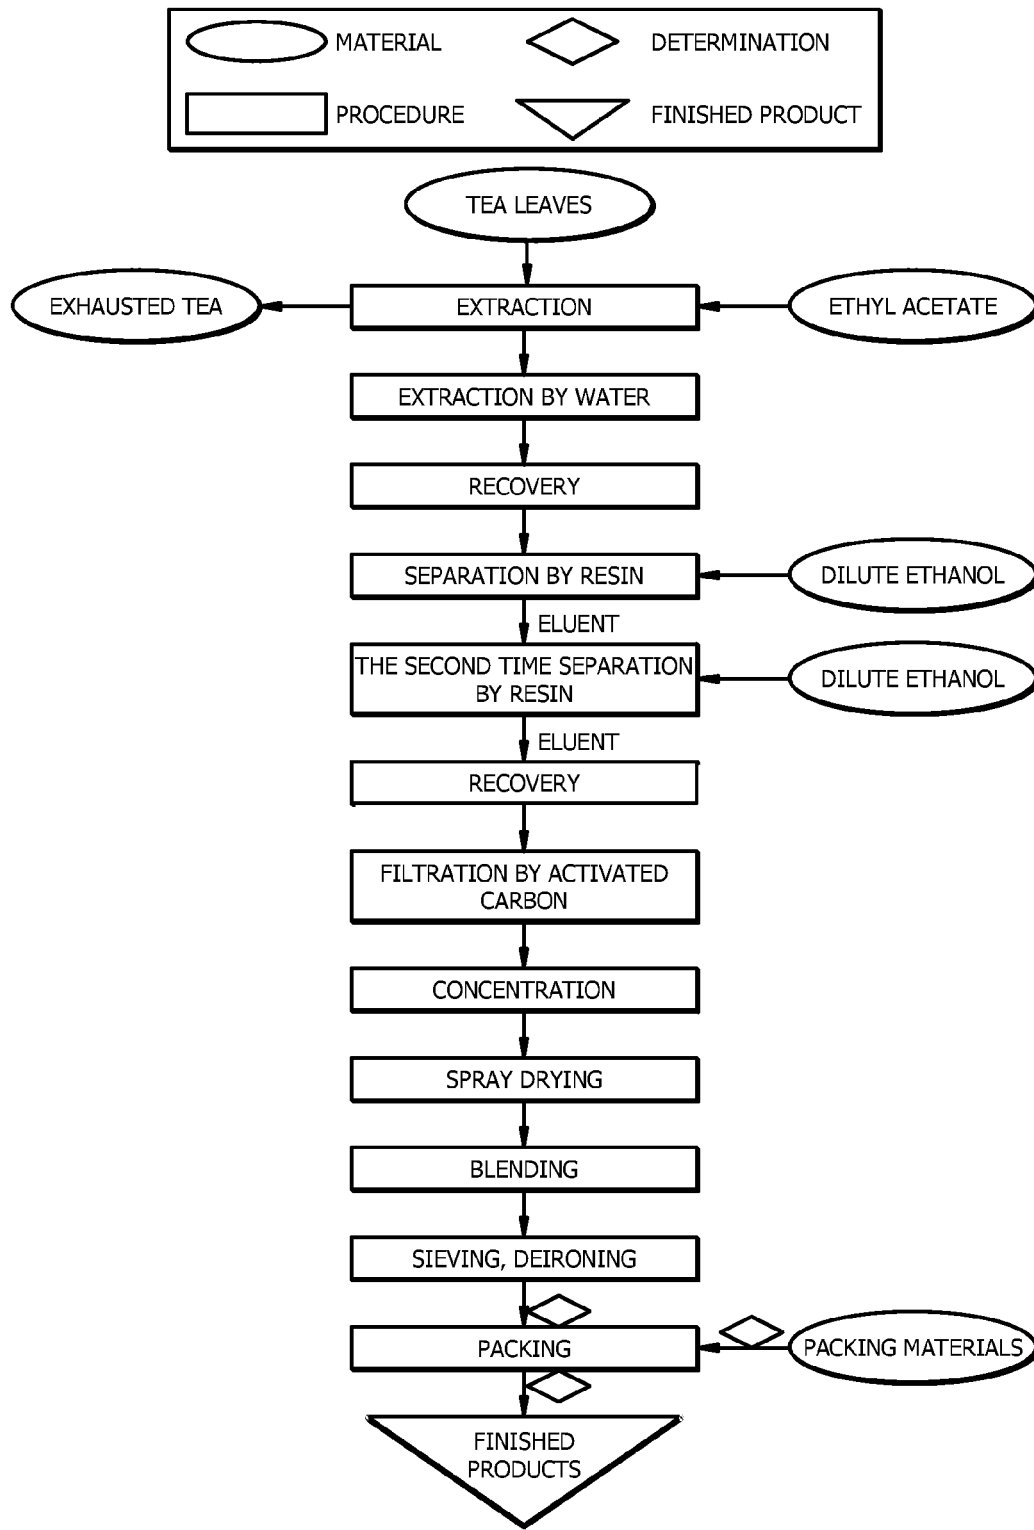 MATERIAL
DETERMINATION
PROCEDURE
FINISHED PRODUCT
TEA LEAVES
EXHAUSTED TEA
EXTRACTION
ETHYL ACETATE
EXTRACTION BY WATER
RECOVERY
SEPARATION BY RESIN
DILUTE ETHANOL
ELUENT
THE SECOND TIME SEPARATION
BY RESIN
DILUTE ETHANOL
ELUENT
RECOVERY
FILTRATION BY ACTIVATED
CARBON
CONCENTRATION
SPRAY DRYING
BLENDING
SIEVING, DEIRONING
PACKING
PACKING MATERIALS
FINISHED
PRODUCTS